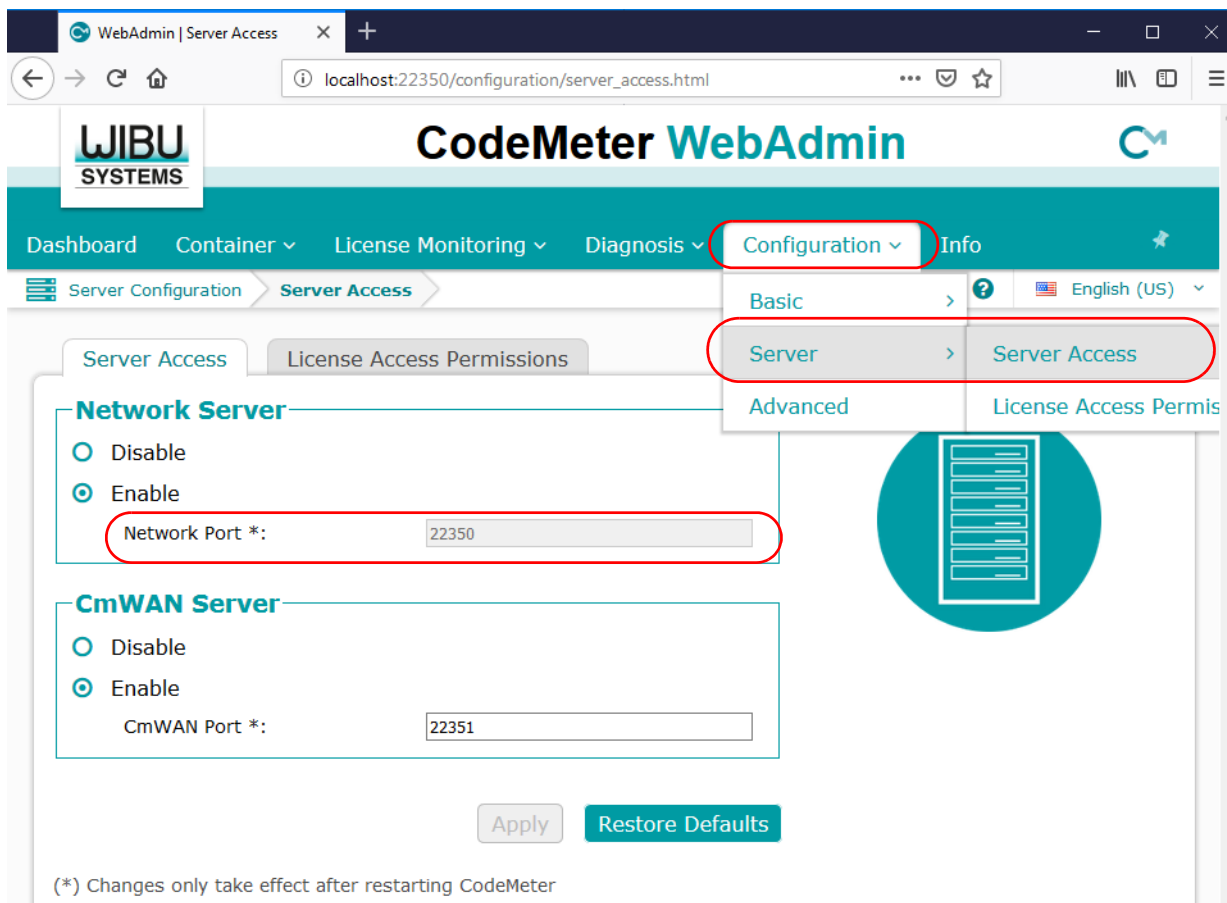 WebAdmin | Server Access
localhost:22350/configuration/server_access.html
WIBU
SYSTEMS
CodeMeter WebAdmin
CM
Dashboard Container License Monitoring Diagnosis Configuration Info
Server Configuration Server Access
English (US)
Basic
Server
Server Access
Advanced
License Access Permis
Server Access
License Access Permissions
Network Server
Disable
Enable
Network Port *: 22350
CmWAN Server
Disable
Enable
CmWAN Port *: 22351
Apply Restore Defaults
(*) Changes only take effect after restarting CodeMeter